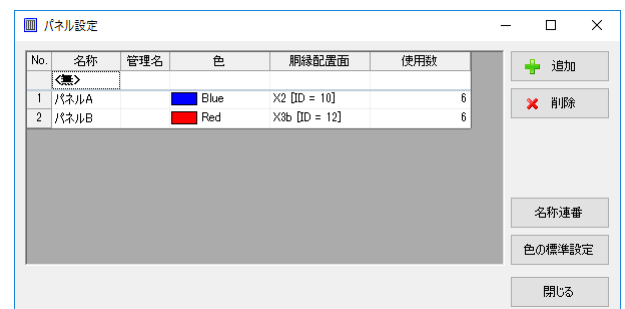 パネル設定
No. 名称 管理名 色 胴縁配置面 使用数
<無>
1 パネルA Blue X2 [ID = 10] 6
2 パネルB Red X3b [ID = 12] 6
追加
削除
名称連番
色の標準設定
閉じる